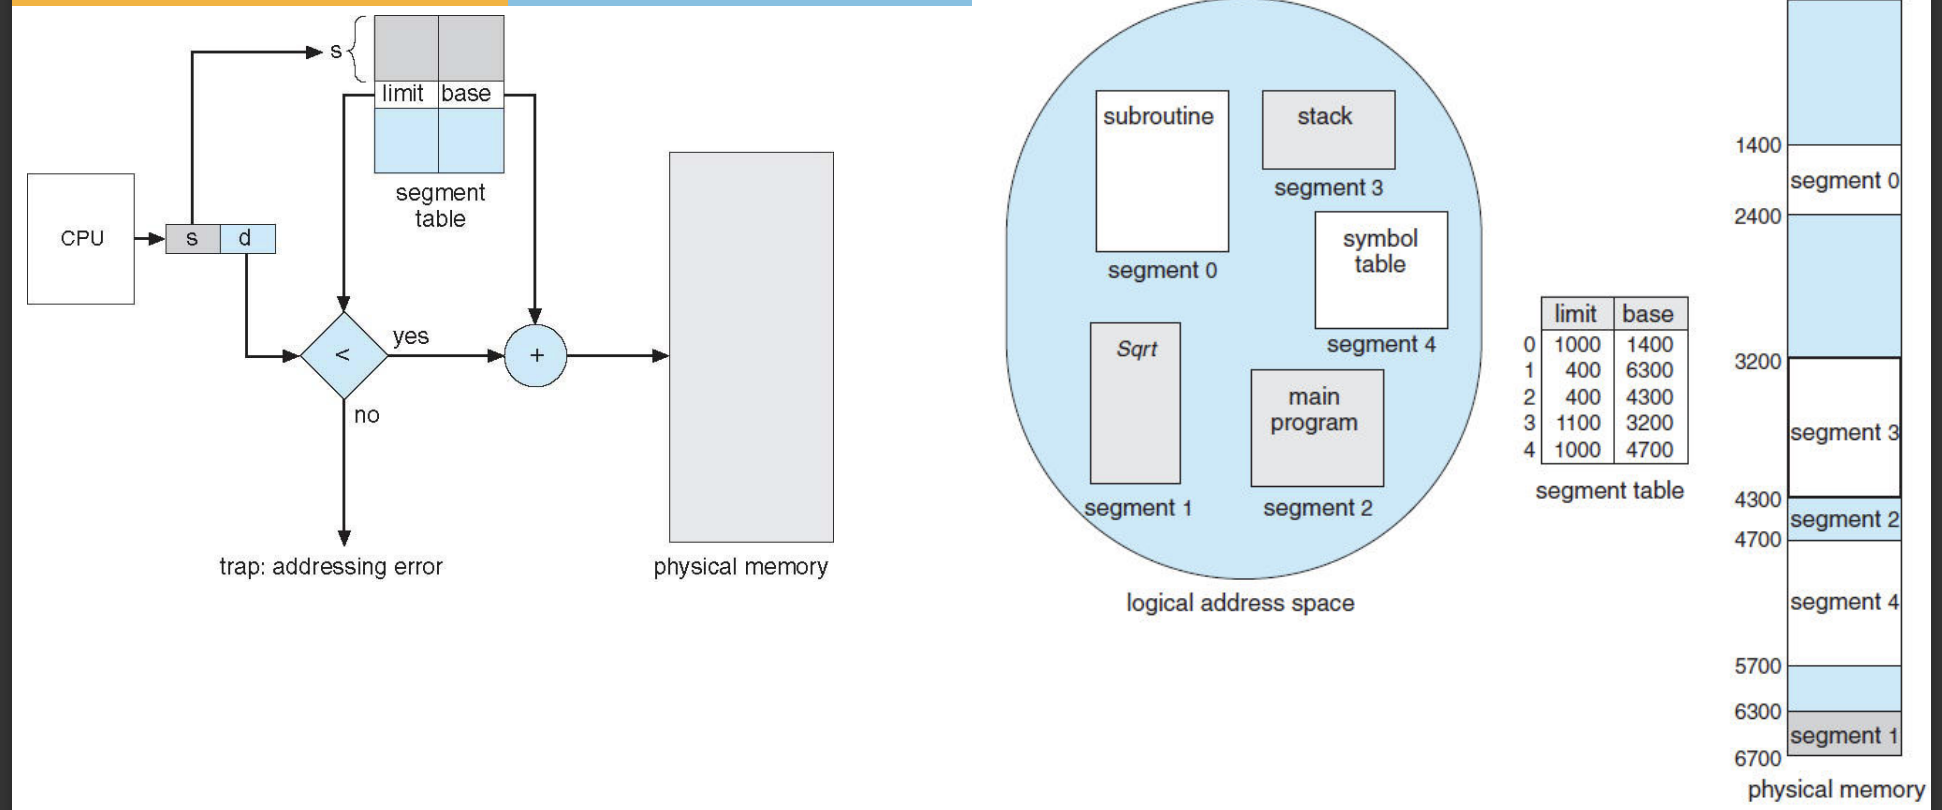 s
limit base
segment
table
CPU
s d
<
yes
+
no
trap: addressing error
physical memory
subroutine
segment 0
stack
segment 3
symbol
table
segment 4
Sqrt
segment 1
main
program
segment 2
logical address space
limit base
0 1000 1400
1 400 6300
2 400 4300
3 1100 3200
4 1000 4700
segment table
1400
segment 0
2400
3200
segment 3
4300
segment 2
4700
segment 4
5700
6300
segment 1
6700
physical memory